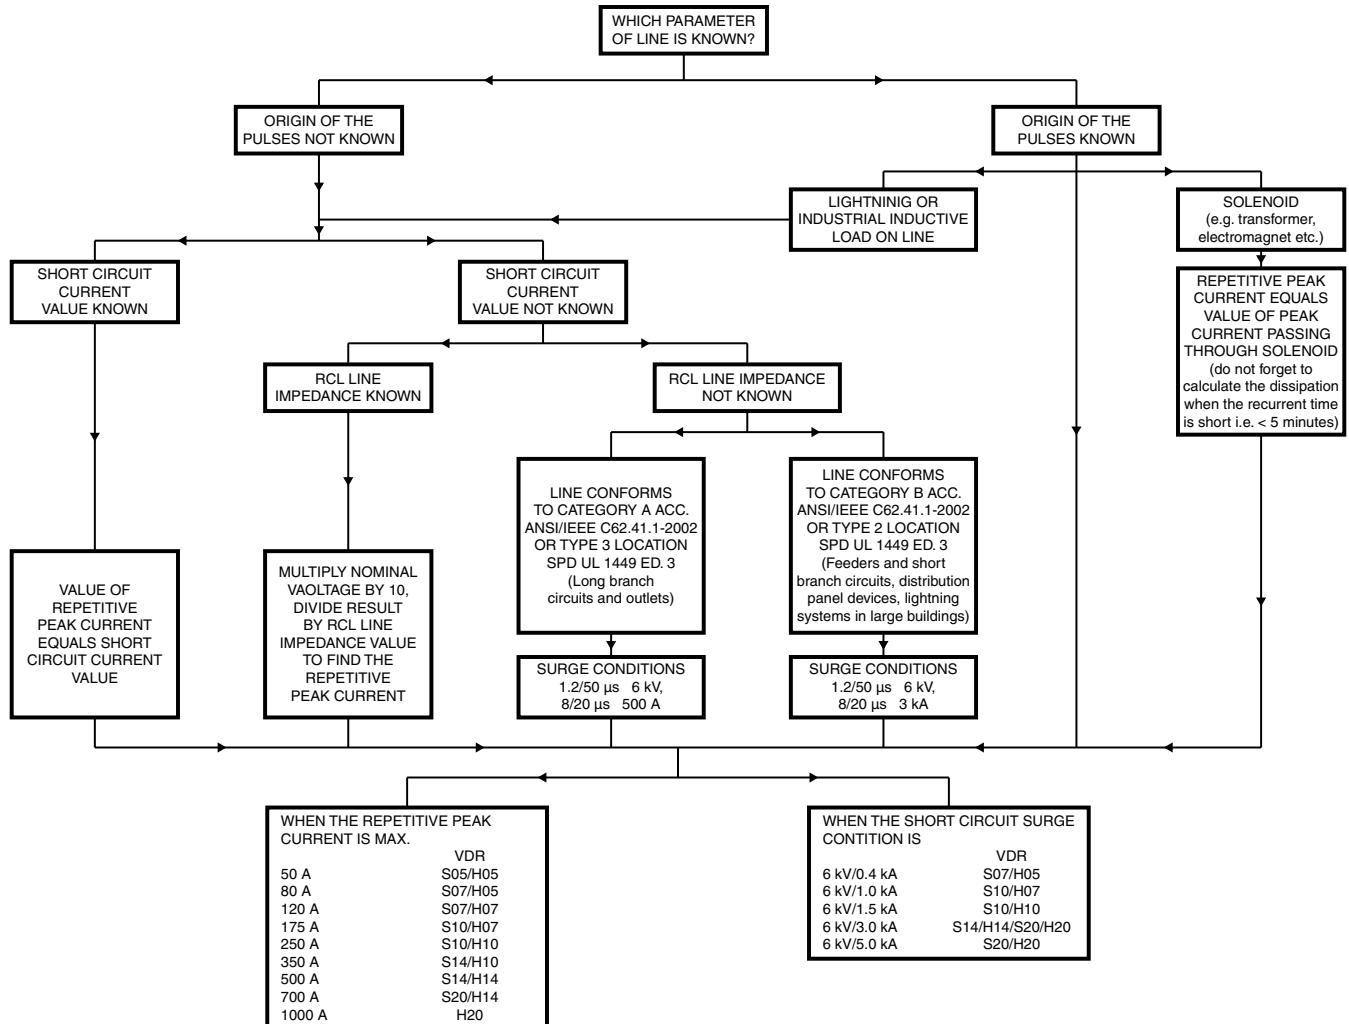 WHICH PARAMETER
OF LINE IS KNOWN?
ORIGIN OF THE
PULSES NOT KNOWN
ORIGIN OF THE
PULSES KNOWN
LIGHTNINIG OR
INDUSTRIAL INDUCTIVE
LOAD ON LINE
SOLENOID
(e.g. transformer,
electromagnet etc.)
SHORT CIRCUIT
CURRENT
VALUE KNOWN
SHORT CIRCUIT
CURRENT
VALUE NOT KNOWN
REPETITIVE PEAK
CURRENT EQUALS
VALUE OF PEAK
CURRENT PASSING
THROUGH SOLENOID
(do not forget to
calculate the dissipation
when the recurrent time
is short i.e. < 5 minutes)
RCL LINE
IMPEDANCE KNOWN
RCL LINE IMPEDANCE
NOT KNOWN
LINE CONFORMS
TO CATEGORY A ACC.
ANSI/IEEE C62.41.1-2002
OR TYPE 3 LOCATION
SPD UL 1449 ED. 3
(Long branch
circuits and outlets)
LINE CONFORMS
TO CATEGORY B ACC.
ANSI/IEEE C62.41.1-2002
OR TYPE 2 LOCATION
SPD UL 1449 ED. 3
(Feeders and short
branch circuits, distribution
panel devices, lightning
systems in large buildings)
VALUE OF
REPETITIVE
PEAK CURRENT
EQUALS SHORT
CIRCUIT CURRENT
VALUE
MULTIPLY NOMINAL
VAOLTAGE BY 10,
DIVIDE RESULT
BY RCL LINE
IMPEDANCE VALUE
TO FIND THE
REPETITIVE
PEAK CURRENT
SURGE CONDITIONS
1.2/50 µs 6 kV,
8/20 µs 500 A
SURGE CONDITIONS
1.2/50 µs 6 kV,
8/20 µs 3 kA
WHEN THE REPETITIVE PEAK
CURRENT IS MAX.
VDR
50 A S05/H05
80 A S07/H05
120 A S07/H07
175 A S10/H07
250 A S10/H10
350 A S14/H10
500 A S14/H14
700 A S20/H14
1000 A H20
WHEN THE SHORT CIRCUIT SURGE
CONTITION IS
VDR
6 kV/0.4 kA S07/H05
6 kV/1.0 kA S10/H07
6 kV/1.5 kA S10/H10
6 kV/3.0 kA S14/H14/S20/H20
6 kV/5.0 kA S20/H20